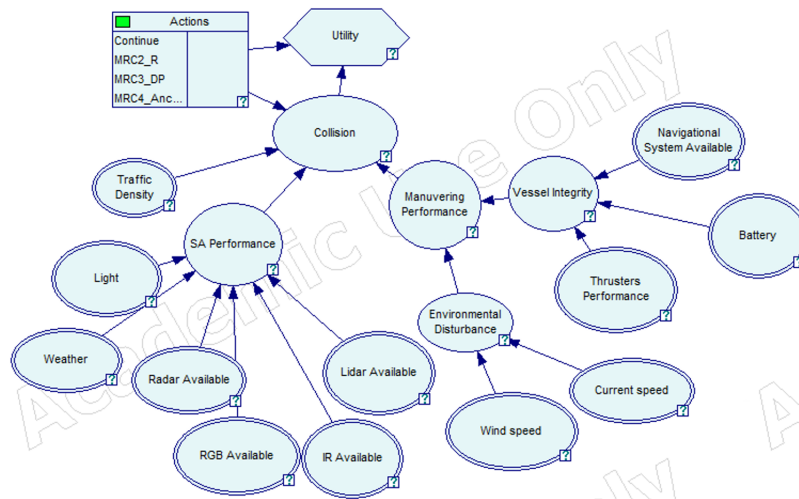 Actions
Continue
MRC2_R
MRC3_DP
MRC4_Anc...
?
Utility
?
Collision
?
Traffic
Density
?
Navigational
System Available
?
Vessel Integrity
?
Manuvering
Performance
?
SA Performance
?
Battery
?
Light
?
Thrusters
Performance
?
Environmental
Disturbance
?
Weather
?
Radar Available
?
Lidar Available
?
Current speed
?
Wind speed
?
RGB Available
?
IR Available
?
Academic Use Only